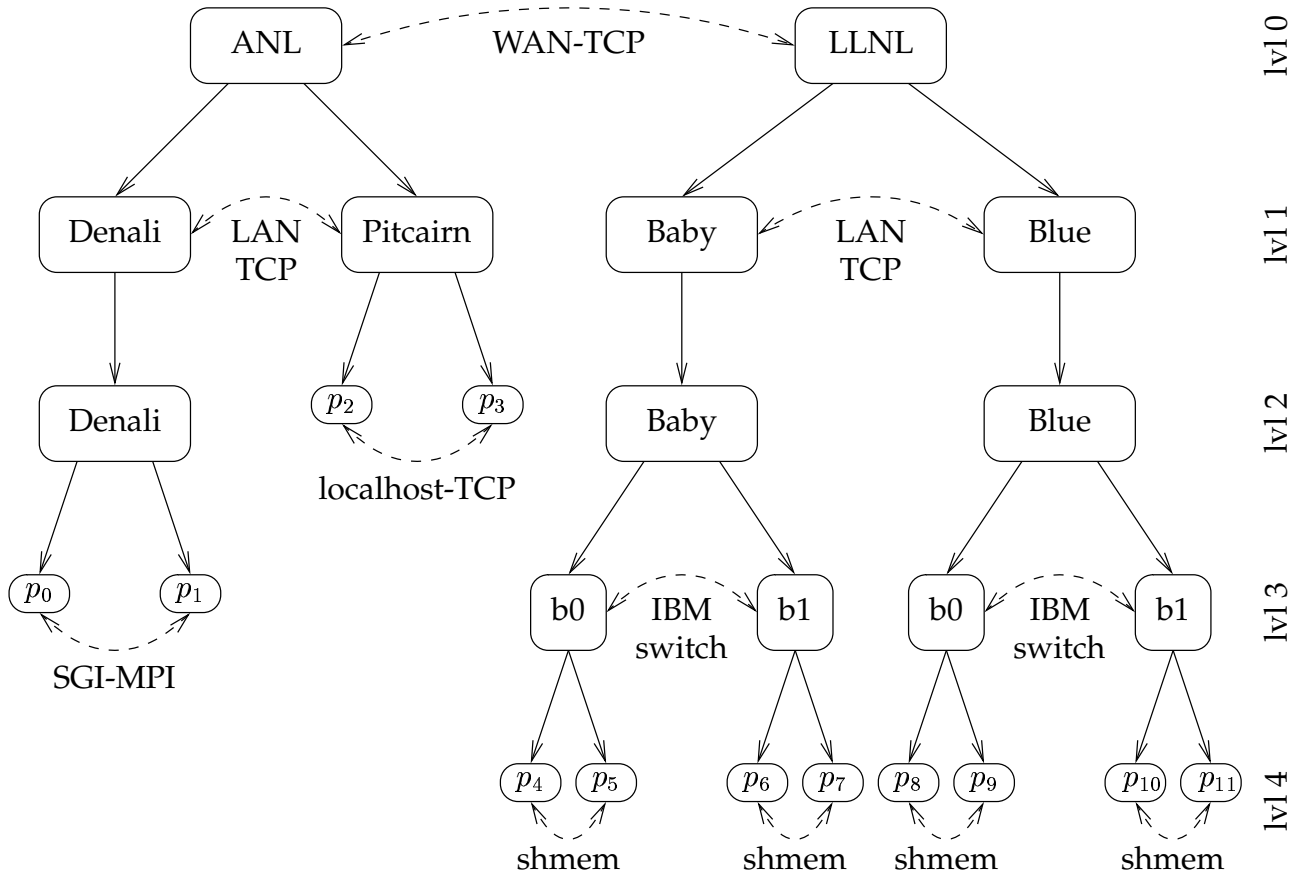 ANL
WAN-TCP
LLNL
lvl 0
Denali
LAN
TCP
Pitcairn
Baby
LAN
TCP
Blue
lvl 1
Denali
p₂
p₃
localhost-TCP
Baby
Blue
lvl 2
p₀
p₁
SGI-MPI
b0
IBM
switch
b1
b0
IBM
switch
b1
lvl 3
p₄
p₅
p₆
p₇
p₈
p₉
p₁₀
p₁₁
lvl 4
shmem
shmem
shmem
shmem